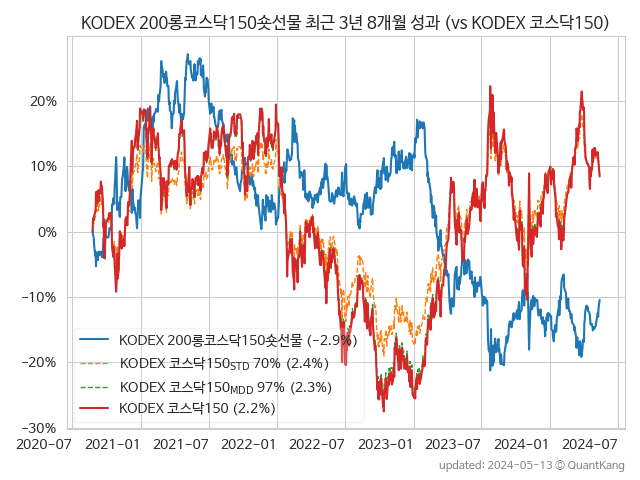 KODEX 200롱코스닥150숏선물 최근 3년 8개월 성과 (vs KODEX 코스닥150)
20%
10%
0%
−10%
−20%
−30%
KODEX 200롱코스닥150숏선물 (−2.9%)
KODEX 코스닥150STD 70% (2.4%)
KODEX 코스닥150MDD 97% (2.3%)
KODEX 코스닥150 (2.2%)
2020-07 2021-01 2021-07 2022-01 2022-07 2023-01 2023-07 2024-01 2024-07
updated: 2024-05-13 © QuantKang